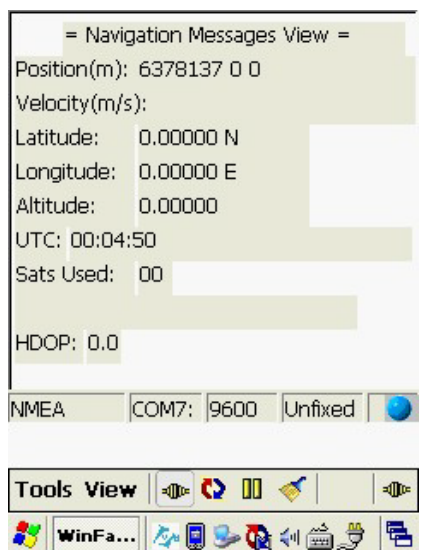 = Navigation Messages View =
Position(m): 6378137 0 0
Velocity(m/s):
Latitude: 0.00000 N
Longitude: 0.00000 E
Altitude: 0.00000
UTC: 00:04:50
Sats Used: 00
HDOP: 0.0
NMEA COM7: 9600 Unfixed
Tools View
WinFa...